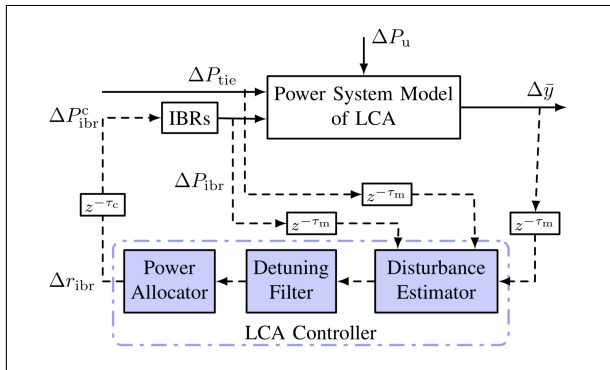 ΔP_u
ΔP_tie
Δȳ
Power System Model
of LCA
ΔP^c_ibr
IBRs
ΔP_ibr
z^{-τ_c}
z^{-τ_m}
z^{-τ_m}
z^{-τ_m}
Δr_ibr
Power
Allocator
Detuning
Filter
Disturbance
Estimator
LCA Controller